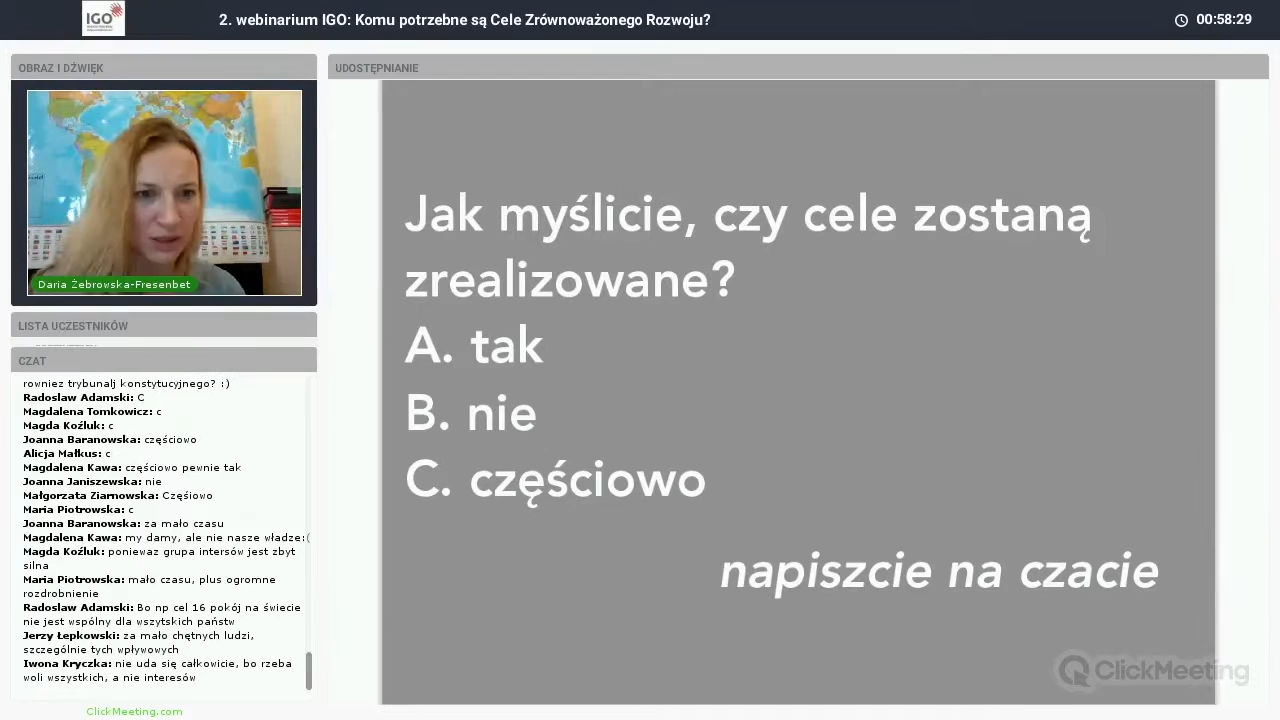 IGO
2. webinarium IGO: Komu potrzebne są Cele Zrównoważonego Rozwoju?
00:58:29
OBRAZ I DŹWIĘK
Daria Żebrowska-Fresenbet
LISTA UCZESTNIKÓW
CZAT
rowniez trybunalj konstytucyjnego? :)
Radoslaw Adamski: C
Magdalena Tomkowicz: c
Magda Koźluk: c
Joanna Baranowska: częściowo
Alicja Małkus: c
Magdalena Kawa: częściowo pewnie tak
Joanna Janiszewska: nie
Małgorzata Ziarnowska: Częśiowo
Maria Piotrowska: c
Joanna Baranowska: za mało czasu
Magdalena Kawa: my damy, ale nie nasze władze:(
Magda Koźluk: poniewaz grupa intersów jest zbyt
silna
Maria Piotrowska: mało czasu, plus ogromne
rozdrobnienie
Radoslaw Adamski: Bo np cel 16 pokój na świecie
nie jest wspólny dla wszytskich państw
Jerzy Łepkowski: za mało chętnych ludzi,
szczególnie tych wpływowych
Iwona Kryczka: nie uda się całkowicie, bo rzeba
woli wszystkich, a nie interesów
ClickMeeting.com
UDOSTĘPNIANIE
Jak myślicie, czy cele zostaną
zrealizowane?
A. tak
B. nie
C. częściowo
napiszcie na czacie
ClickMeeting